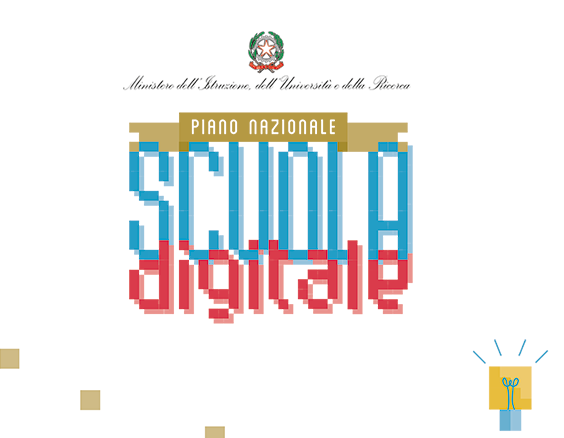 Ministero dell'Istruzione, dell'Università e della Ricerca
PIANO NAZIONALE
SCUOLA
digitale